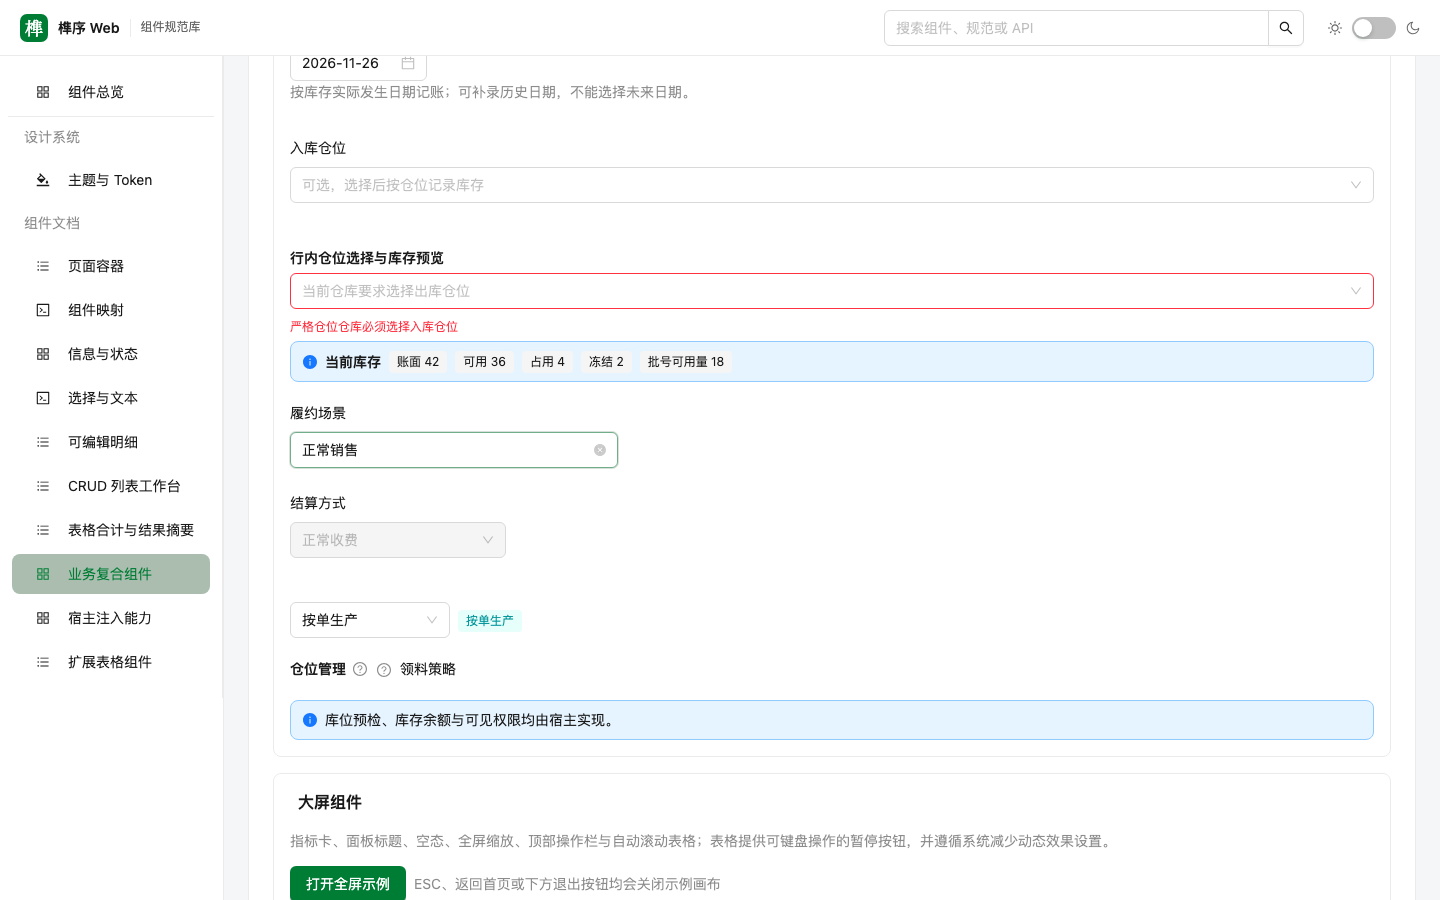 榫 榫序 Web 组件规范库 搜索组件、规范或 API
组件总览
设计系统
主题与 Token
组件文档
页面容器
组件映射
信息与状态
选择与文本
可编辑明细
CRUD 列表工作台
表格合计与结果摘要
业务复合组件
宿主注入能力
扩展表格组件
2026-11-26
按库存实际发生日期记账；可补录历史日期，不能选择未来日期。
入库仓位
可选，选择后按仓位记录库存
行内仓位选择与库存预览
当前仓库要求选择出库仓位
严格仓位仓库必须选择入库仓位
当前库存 账面 42 可用 36 占用 4 冻结 2 批号可用量 18
履约场景
正常销售
结算方式
正常收费
按单生产 按单生产
仓位管理 领料策略
库位预检、库存余额与可见权限均由宿主实现。
大屏组件
指标卡、面板标题、空态、全屏缩放、顶部操作栏与自动滚动表格；表格提供可键盘操作的暂停按钮，并遵循系统减少动态效果设置。
打开全屏示例 ESC、返回首页或下方退出按钮均会关闭示例画布